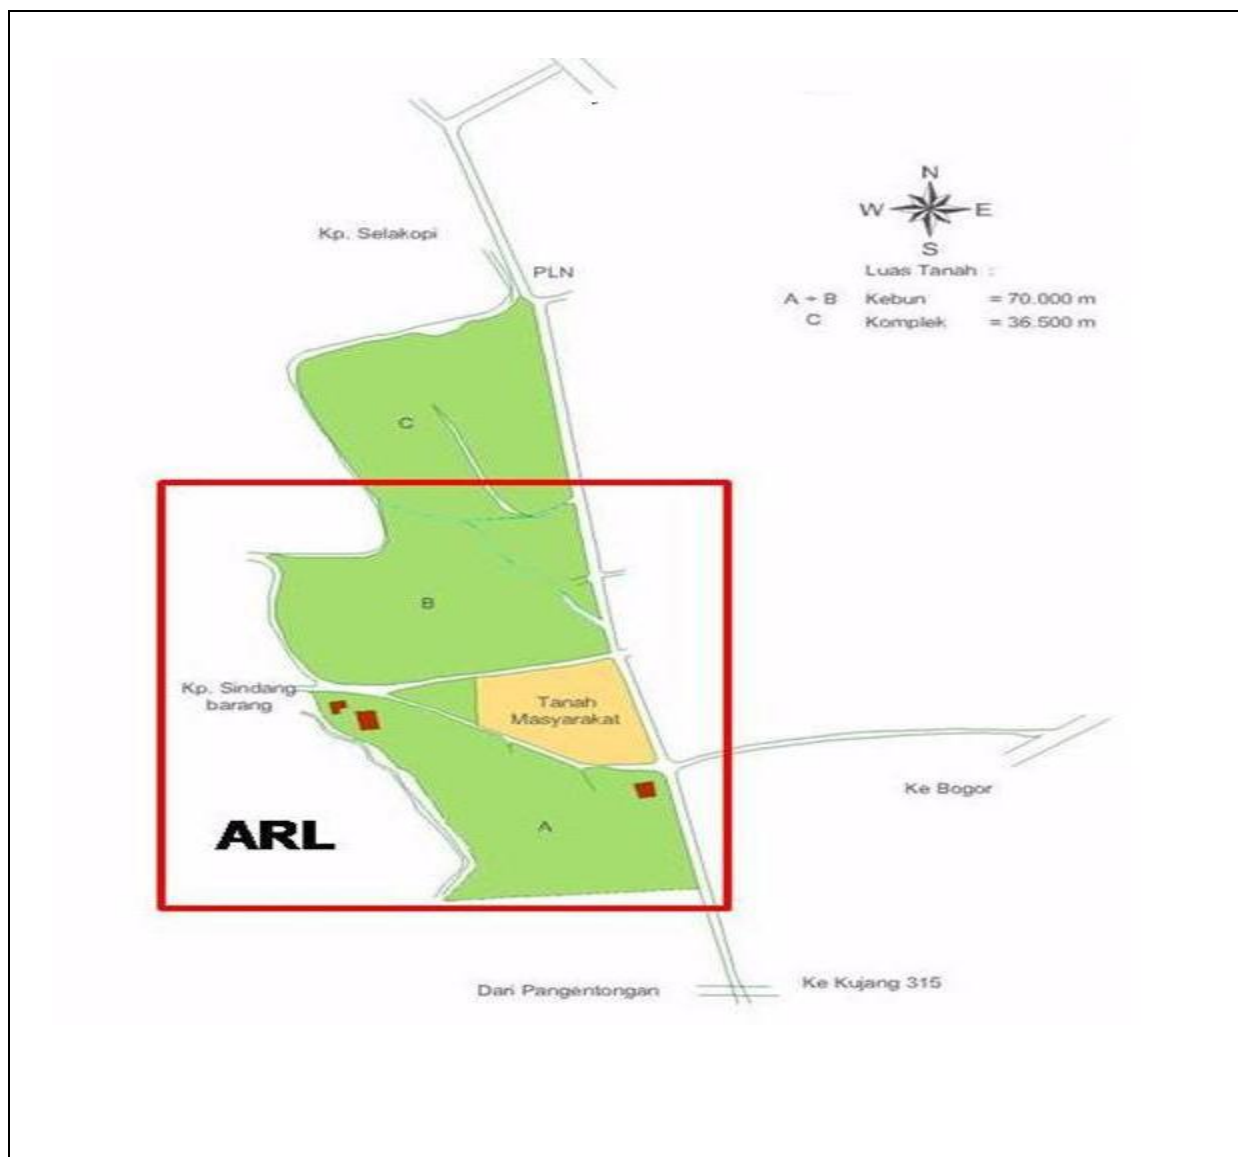 N
W E
S
Kp. Selakopi
PLN
Luas Tanah :
A + B Kebun = 70.000 m
C Komplek = 36.500 m
C
B
Kp. Sindang
barang
Tanah
Masyarakat
Ke Bogor
A
ARL
Dari Pangentongan
Ke Kujang 315